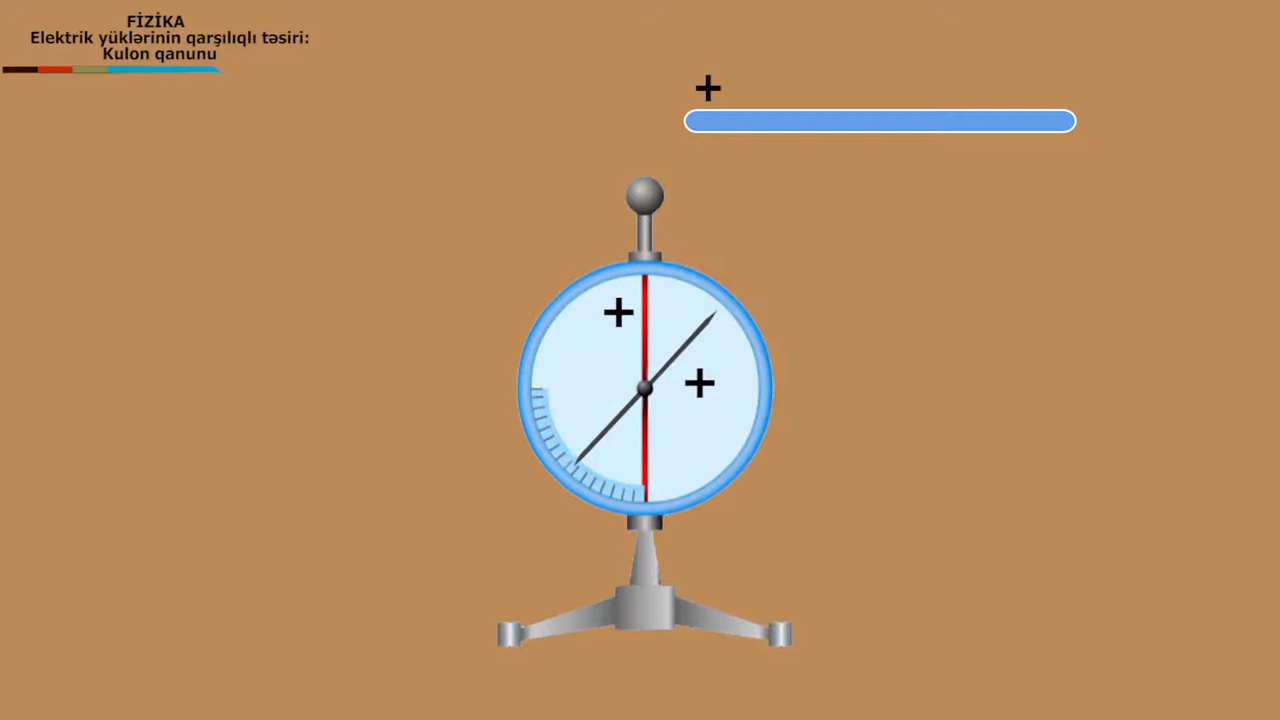 FİZİKA
Elektrik yüklərinin qarşılıqlı təsiri:
Kulon qanunu
+
+
+